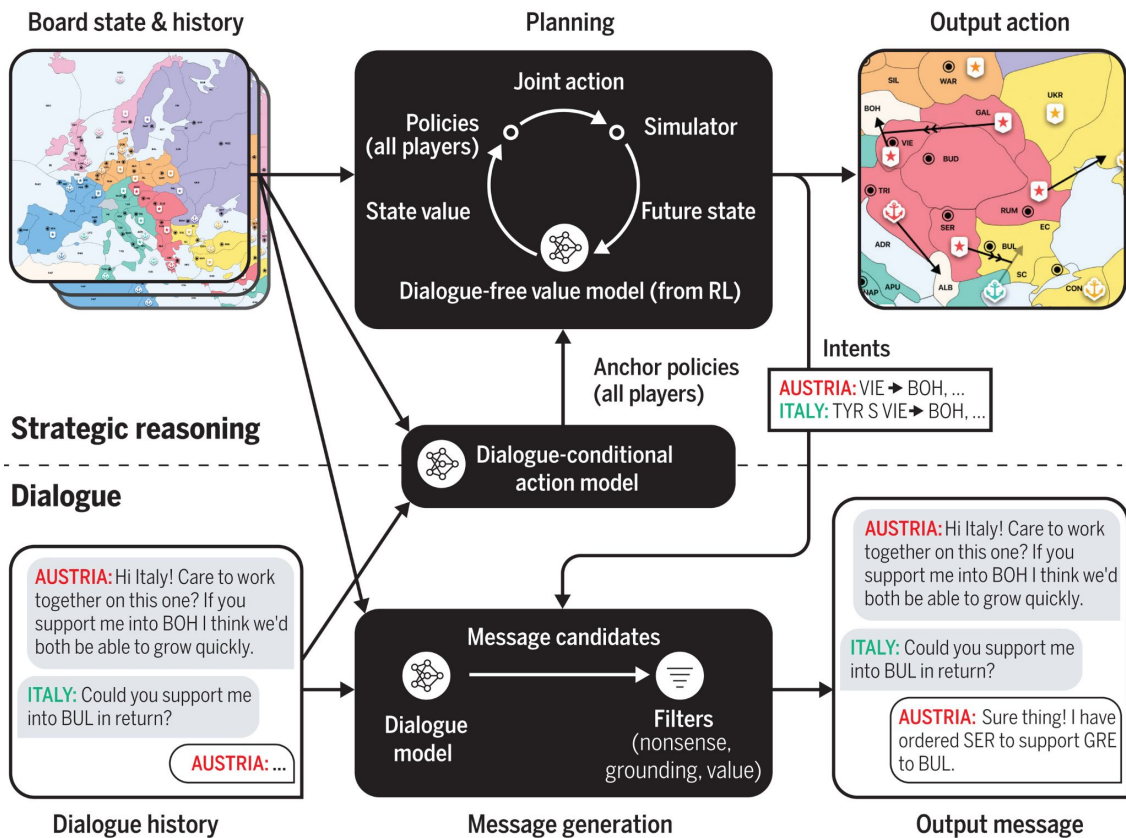 Board state & history
Planning
Output action
Joint action
Policies
(all players)
Simulator
State value
Future state
Dialogue-free value model (from RL)
SIL
WAR
UKR
BOH
GAL
VIE
BUD
TRI
RUM
SER
EC
ADR
BUL
SC
NAP
APU
ALB
CON
Anchor policies
(all players)
Intents
AUSTRIA: VIE → BOH, ...
ITALY: TYR S VIE → BOH, ...
Strategic reasoning
Dialogue-conditional
action model
Dialogue
AUSTRIA: Hi Italy! Care to work
together on this one? If you
support me into BOH I think we'd
both be able to grow quickly.
ITALY: Could you support me
into BUL in return?
AUSTRIA: ...
Message candidates
Dialogue
model
Filters
(nonsense,
grounding, value)
AUSTRIA: Hi Italy! Care to work
together on this one? If you
support me into BOH I think we'd
both be able to grow quickly.
ITALY: Could you support me
into BUL in return?
AUSTRIA: Sure thing! I have
ordered SER to support GRE
to BUL.
Dialogue history
Message generation
Output message